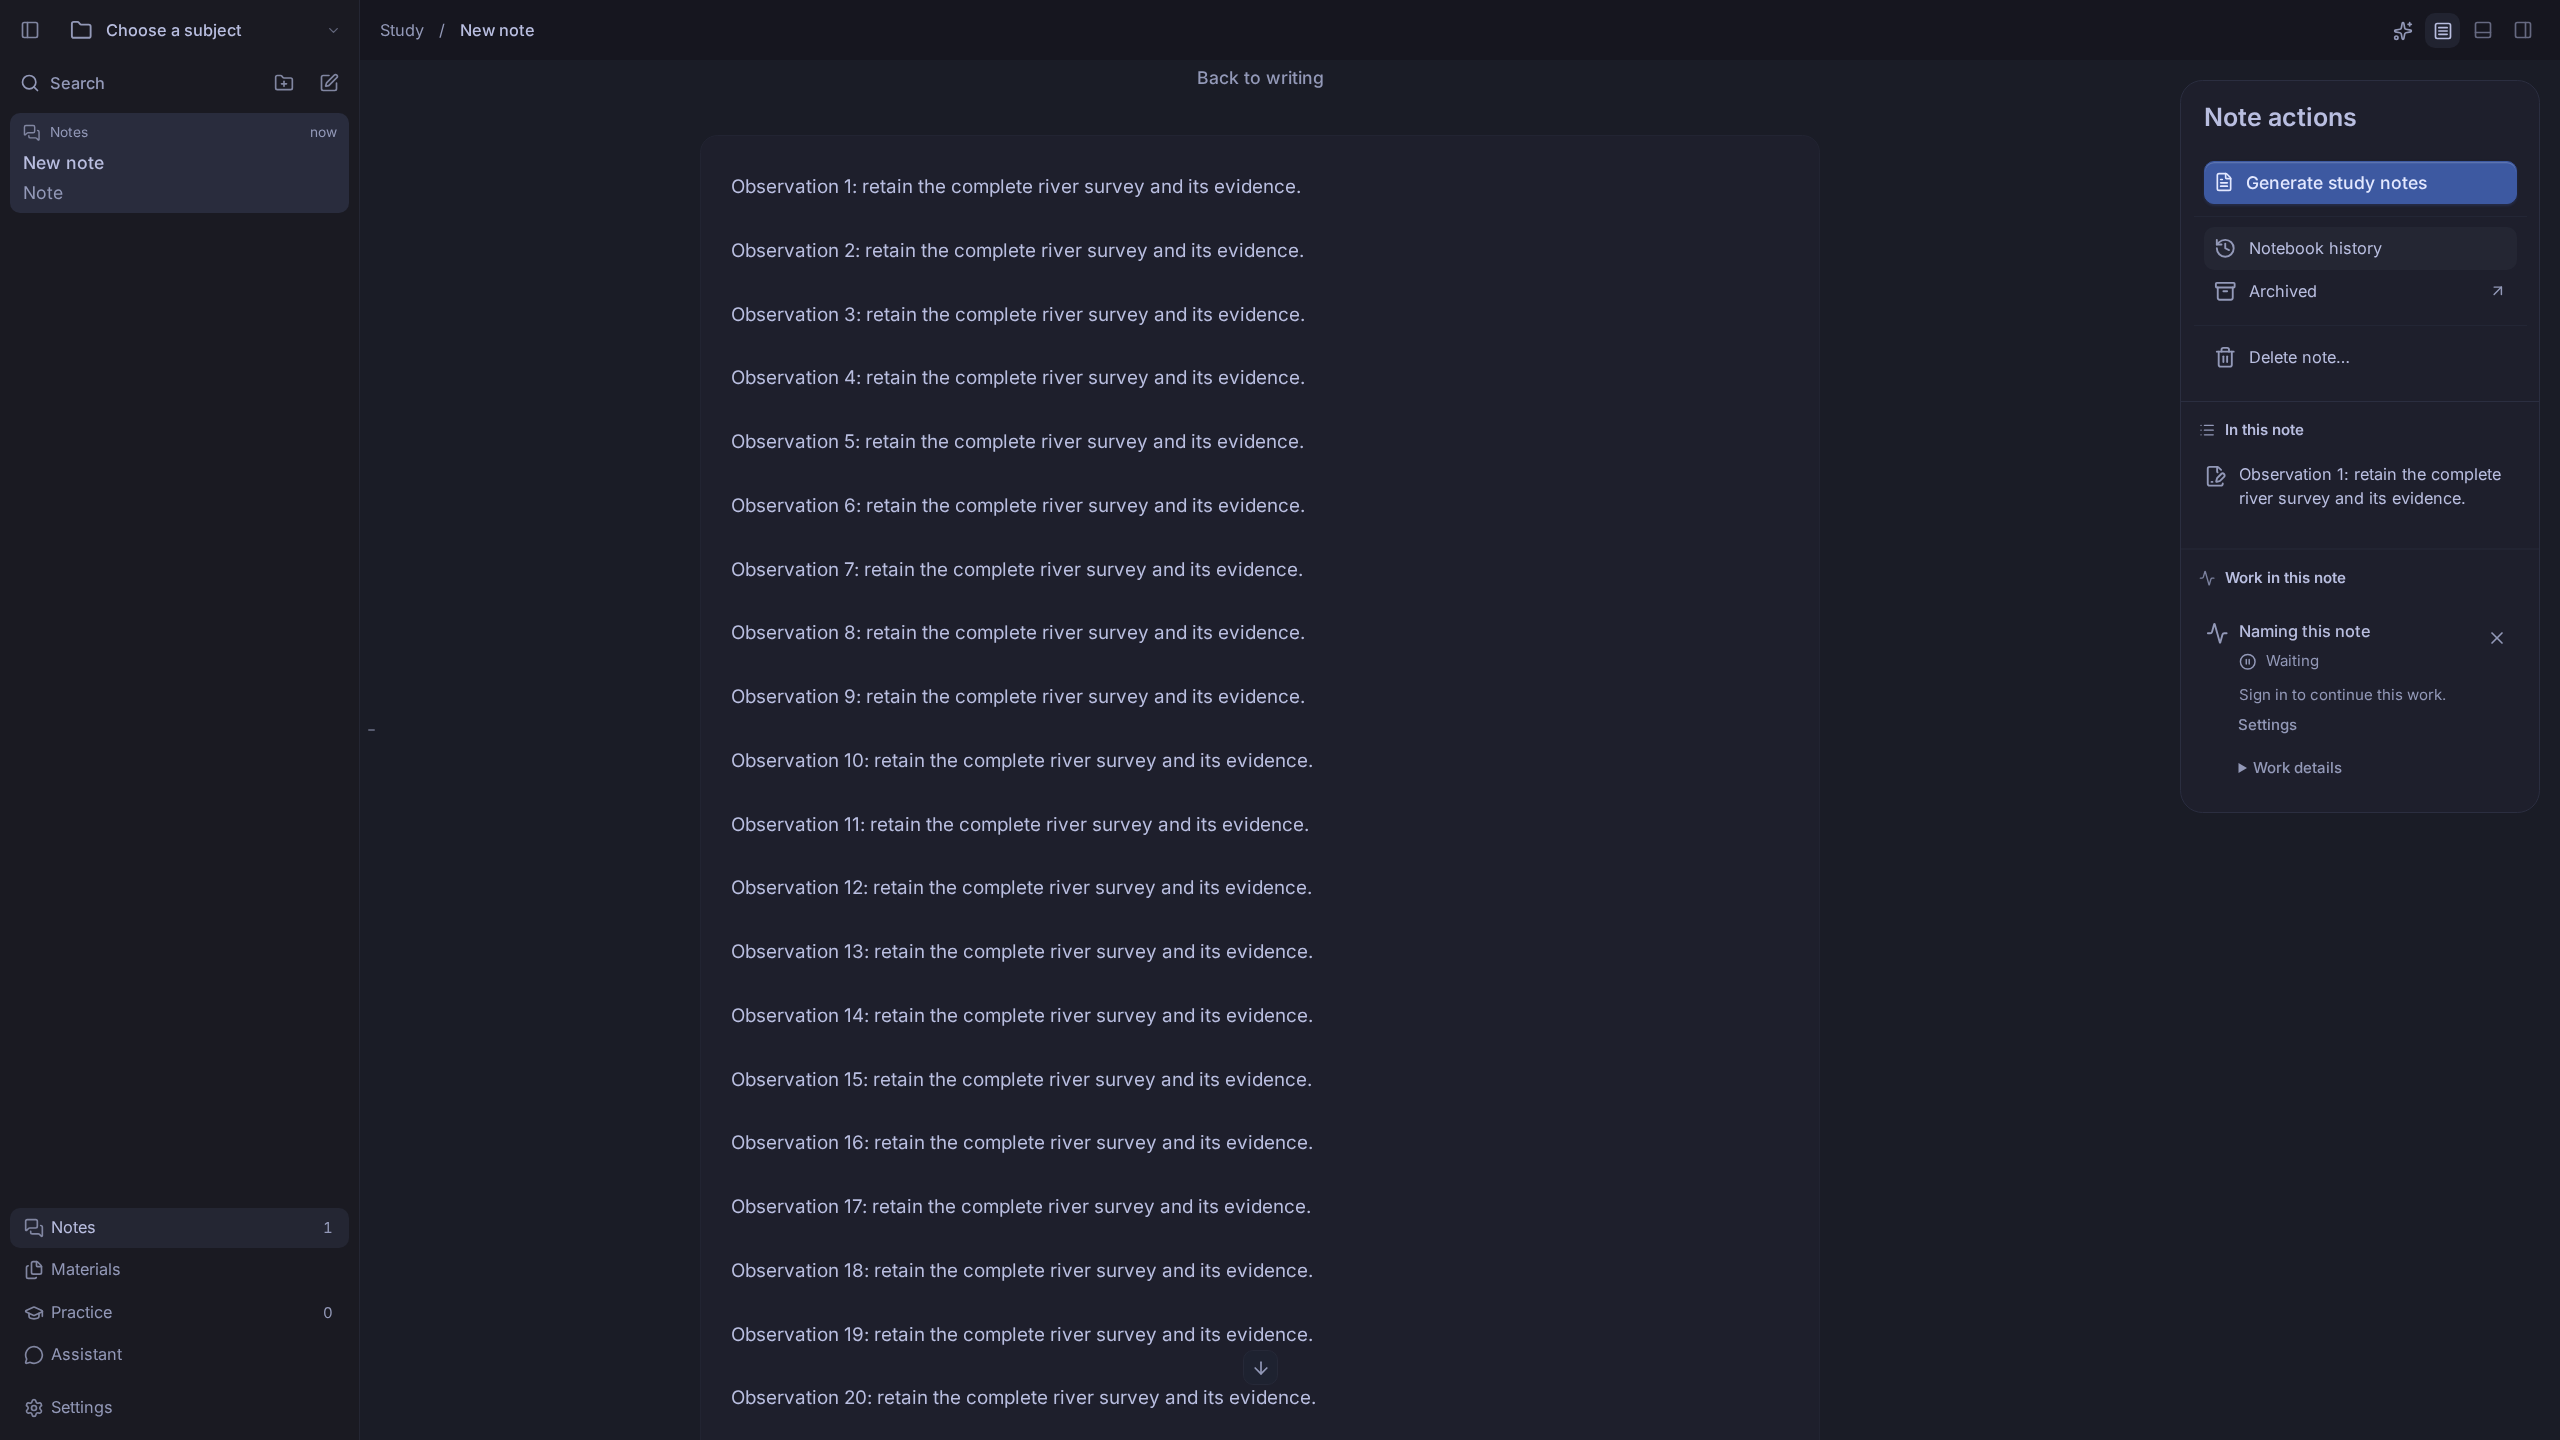 Choose a subject
Search
Notes now
New note
Note
Notes 1
Materials
Practice 0
Assistant
Settings
Study / New note
Back to writing
Observation 1: retain the complete river survey and its evidence.
Observation 2: retain the complete river survey and its evidence.
Observation 3: retain the complete river survey and its evidence.
Observation 4: retain the complete river survey and its evidence.
Observation 5: retain the complete river survey and its evidence.
Observation 6: retain the complete river survey and its evidence.
Observation 7: retain the complete river survey and its evidence.
Observation 8: retain the complete river survey and its evidence.
Observation 9: retain the complete river survey and its evidence.
Observation 10: retain the complete river survey and its evidence.
Observation 11: retain the complete river survey and its evidence.
Observation 12: retain the complete river survey and its evidence.
Observation 13: retain the complete river survey and its evidence.
Observation 14: retain the complete river survey and its evidence.
Observation 15: retain the complete river survey and its evidence.
Observation 16: retain the complete river survey and its evidence.
Observation 17: retain the complete river survey and its evidence.
Observation 18: retain the complete river survey and its evidence.
Observation 19: retain the complete river survey and its evidence.
Observation 20: retain the complete river survey and its evidence.
Note actions
Generate study notes
Notebook history
Archived
Delete note...
In this note
Observation 1: retain the complete
river survey and its evidence.
Work in this note
Naming this note
Waiting
Sign in to continue this work.
Settings
Work details